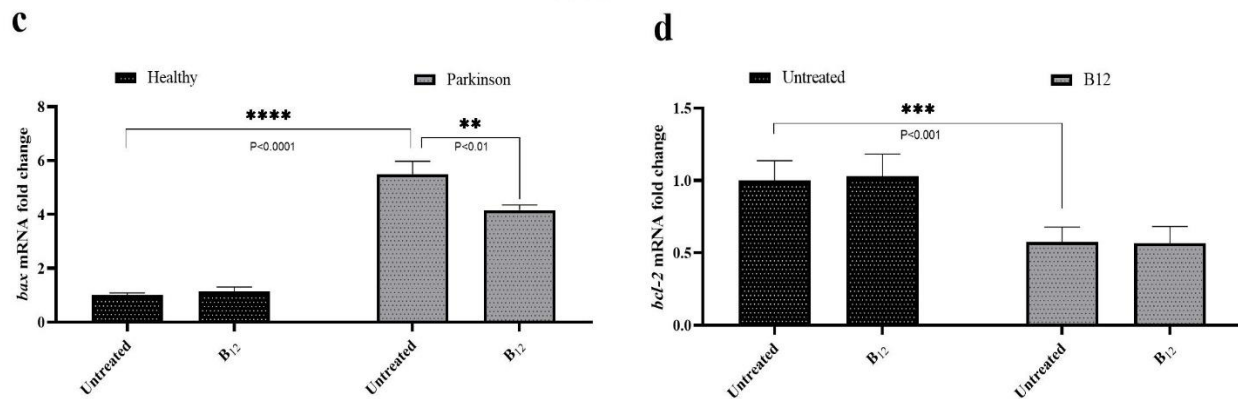 c
Healthy
Parkinson
bax mRNA fold change
8
6
4
2
0
****
P<0.0001
**
P<0.01
Untreated
B₁₂
Untreated
B₁₂
d
Untreated
B12
bcl-2 mRNA fold change
1.5
1.0
0.5
0.0
***
P<0.001
Untreated
B₁₂
Untreated
B₁₂